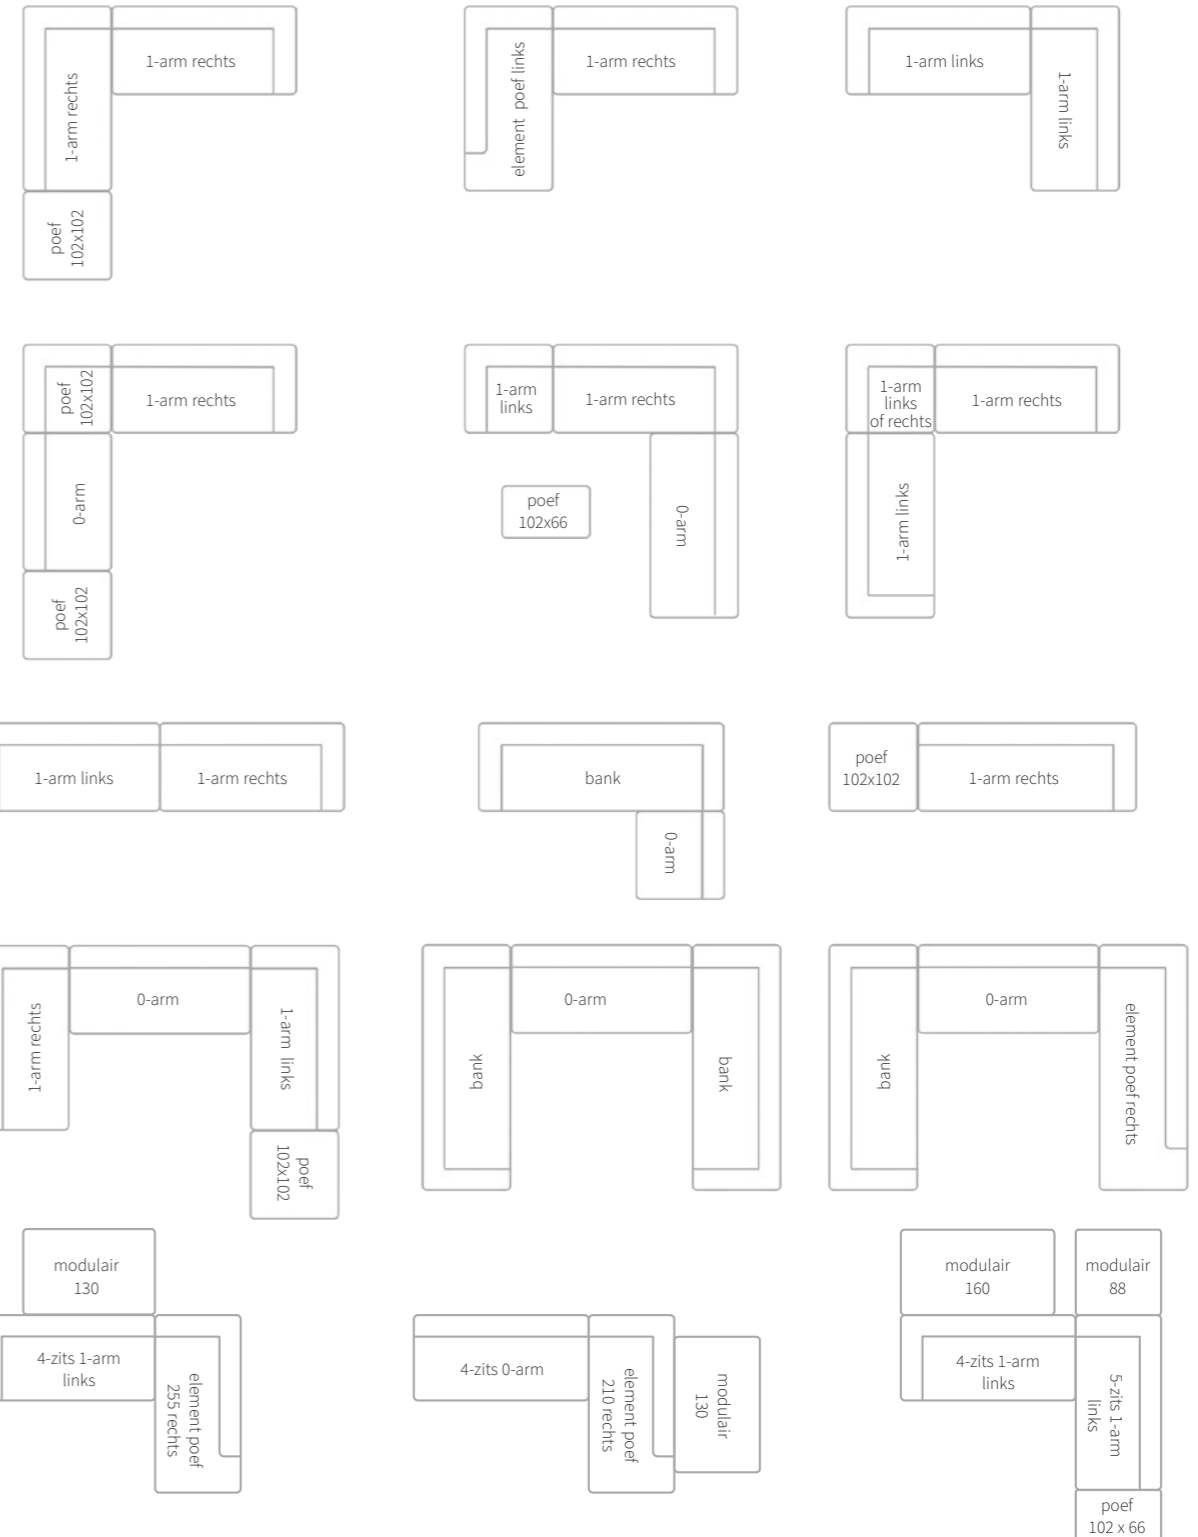 1-arm rechts
1-arm rechts
poef
102x102
element poef links
1-arm rechts
1-arm links
1-arm links
poef
102x102
1-arm rechts
0-arm
poef
102x102
1-arm
links
1-arm rechts
poef
102x66
0-arm
1-arm
links
of rechts
1-arm rechts
1-arm links
1-arm links
1-arm rechts
bank
0-arm
poef
102x102
1-arm rechts
1-arm rechts
0-arm
1-arm links
poef
102x102
bank
0-arm
bank
bank
0-arm
element poef rechts
modulair
130
4-zits 1-arm
links
element poef
255 rechts
4-zits 0-arm
element poef
210 rechts
modulair
130
modulair
160
modulair
88
4-zits 1-arm
links
5-zits 1-arm
links
poef
102 x 66